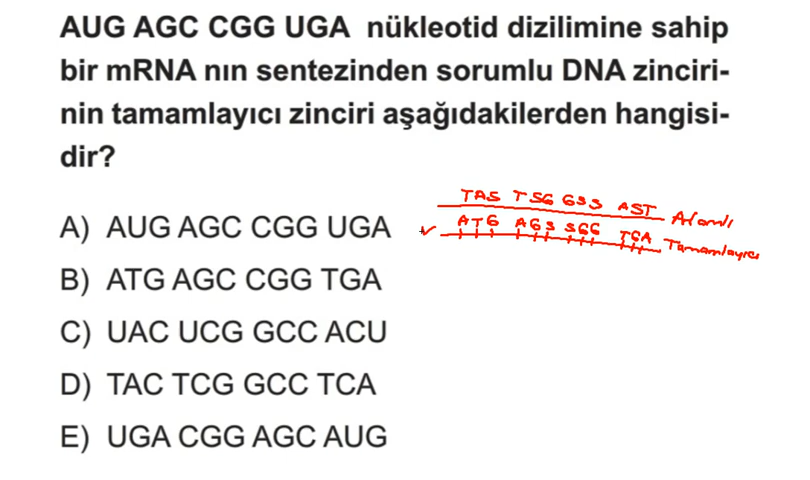 AUG AGC CGG UGA nükleotid dizilimine sahip
bir mRNA nın sentezinden sorumlu DNA zinciri-
nin tamamlayıcı zinciri aşağıdakilerden hangisi-
dir?
TAS TSG GSS AST Anlamlı
A) AUG AGC CGG UGA
ATG AGS SGG TGA Tamamlayıcı
B) ATG AGC CGG TGA
C) UAC UCG GCC ACU
D) TAC TCG GCC TCA
E) UGA CGG AGC AUG